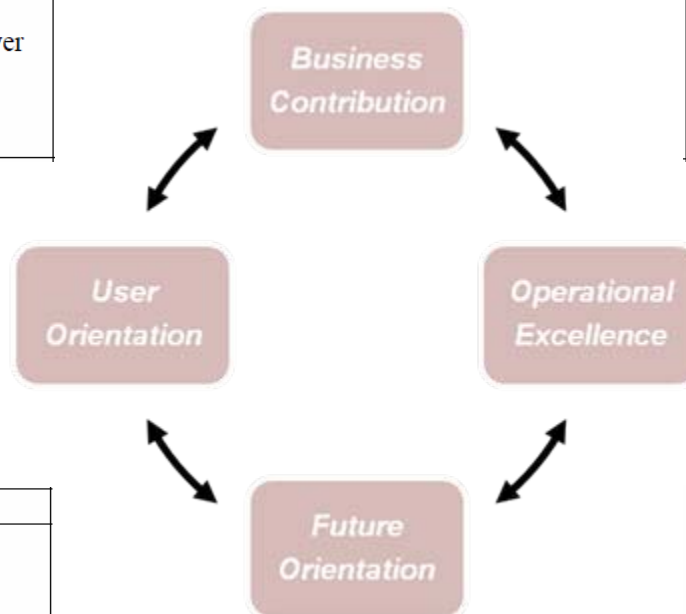 Business
Contribution
User
Orientation
Operational
Excellence
Future
Orientation